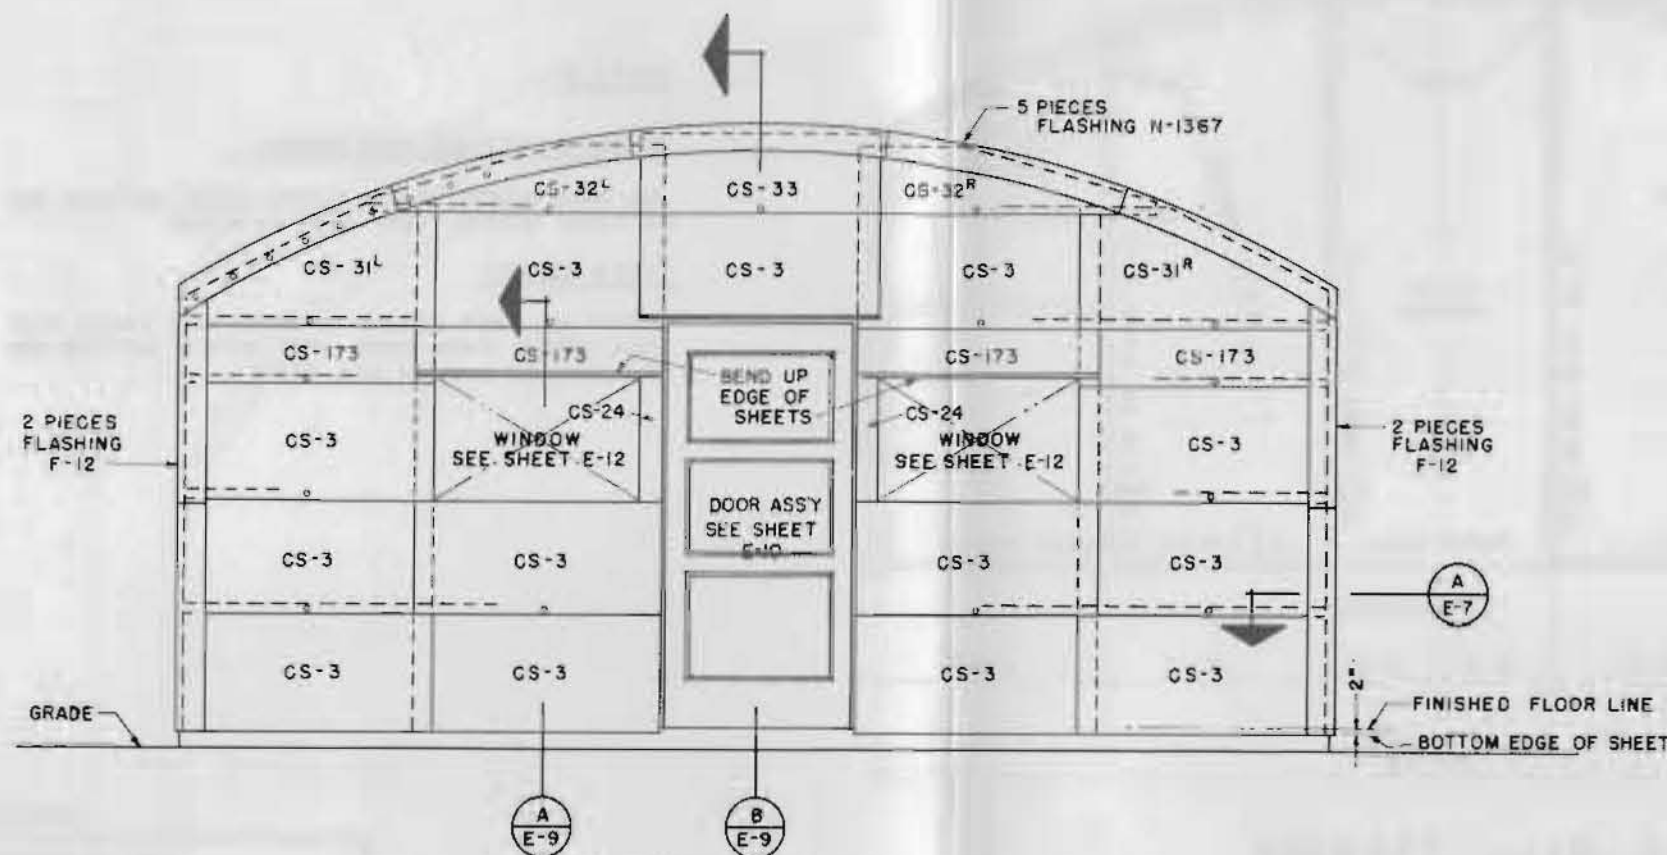 5 PIECES
FLASHING N-1367
CS-32L
CS-33
CS-32R
CS-31L
CS-3
CS-3
CS-3
CS-31R
CS-173
CS-173
CS-173
CS-173
BEND UP
EDGE OF
SHEETS
2 PIECES
FLASHING
F-12
CS-3
CS-24
WINDOW
SEE SHEET E-12
CS-24
WINDOW
SEE SHEET E-12
CS-3
2 PIECES
FLASHING
F-12
DOOR ASS'Y
SEE SHEET
E-10
CS-3
CS-3
CS-3
CS-3
A
E-7
CS-3
CS-3
CS-3
CS-3
2"
GRADE
FINISHED FLOOR LINE
BOTTOM EDGE OF SHEET
A
E-9
B
E-9